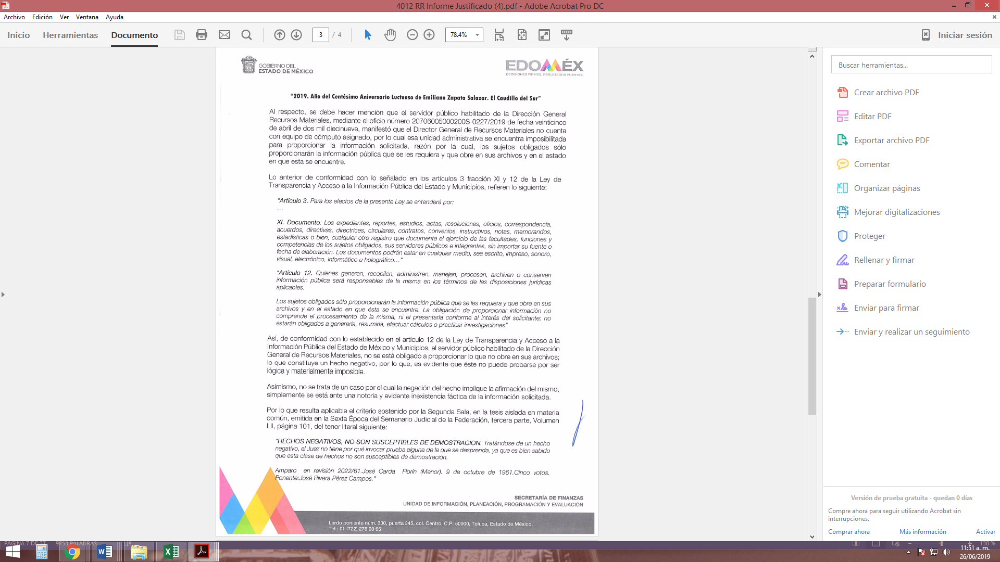 4012 RR Informe Justificado (4).pdf - Adobe Acrobat Pro DC
Archivo Edición Ver Ventana Ayuda
Inicio Herramientas Documento 3 / 4 78.4% Iniciar sesión
GOBIERNO DEL
ESTADO DE MÉXICO
EDOMÉX
DECISIONES FIRMES, RESULTADOS FUERTES.
"2019. Año del Centésimo Aniversario Luctuoso de Emiliano Zapata Salazar. El Caudillo del Sur"
Al respecto, se debe hacer mención que el servidor público habilitado de la Dirección General
Recursos Materiales, mediante el oficio número 20706005000200S-0227/2019 de fecha veinticinco
de abril de dos mil diecinueve, manifestó que el Director General de Recursos Materiales no cuenta
con equipo de cómputo asignado, por lo cual esa unidad administrativa se encuentra imposibilitada
para proporcionar la información solicitada, razón por la cual, los sujetos obligados sólo
proporcionarán la información pública que se les requiera y que obre en sus archivos y en el estado
en que esta se encuentre.
Lo anterior de conformidad con lo señalado en los artículos 3 fracción XI y 12 de la Ley de
Transparencia y Acceso a la Información Pública del Estado y Municipios, refieren lo siguiente:
"Artículo 3. Para los efectos de la presente Ley se entenderá por:
...
XI. Documento: Los expedientes, reportes, estudios, actas, resoluciones, oficios, correspondencia,
acuerdos, directivas, directrices, circulares, contratos, convenios, instructivos, notas, memorandos,
estadísticas o bien, cualquier otro registro que documente el ejercicio de las facultades, funciones y
competencias de los sujetos obligados, sus servidores públicos e integrantes, sin importar su fuente o
fecha de elaboración. Los documentos podrán estar en cualquier medio, sea escrito, impreso, sonoro,
visual, electrónico, informático u holográfico..."
"Artículo 12. Quienes generen, recopilen, administren, manejen, procesen, archiven o conserven
información pública será responsables de la misma en los términos de las disposiciones jurídicas
aplicables.
Los sujetos obligados sólo proporcionarán la información pública que se les requiera y que obre en sus
archivos y en el estado en que ésta se encuentre. La obligación de proporcionar información no
comprende el procesamiento de la misma, ni el presentarla conforme al interés del solicitante; no
estarán obligados a generarla, resumirla, efectuar cálculos o practicar investigaciones"
Así, de conformidad con lo establecido en el artículo 12 de la Ley de Transparencia y Acceso a la
Información Pública del Estado de México y Municipios, el servidor público habilitado de la Dirección
General de Recursos Materiales, no se está obligado a proporcionar lo que no obre en sus archivos;
lo que constituye un hecho negativo, por lo que, es evidente que éste no puede probarse por ser
lógica y materialmente imposible.
Asimismo, no se trata de un caso por el cual la negación del hecho implique la afirmación del mismo,
simplemente se está ante una notoria y evidente inexistencia fáctica de la información solicitada.
Por lo que resulta aplicable el criterio sostenido por la Segunda Sala, en la tesis aislada en materia
común, emitida en la Sexta Época del Semanario Judicial de la Federación, tercera parte, Volumen
LII, página 101, del tenor literal siguiente:
"HECHOS NEGATIVOS, NO SON SUSCEPTIBLES DE DEMOSTRACION. Tratándose de un hecho
negativo, el Juez no tiene por qué invocar prueba alguna de la que se desprenda, ya que es bien sabido
que esta clase de hechos no son susceptibles de demostración.
Amparo en revisión 2022/61.José Carda Florín (Menor). 9 de octubre de 1961.Cinco votos.
Ponente:José Rivera Pérez Campos."
SECRETARÍA DE FINANZAS
UNIDAD DE INFORMACIÓN, PLANEACIÓN, PROGRAMACIÓN Y EVALUACIÓN
Lerdo poniente núm. 300, puerta 345, col. Centro, C.P. 50000, Toluca, Estado de México.
Tel.: 01 (722) 276 00 66
Buscar herramientas...
Crear archivo PDF
Editar PDF
Exportar archivo PDF
Comentar
Organizar páginas
Mejorar digitalizaciones
Proteger
Rellenar y firmar
Preparar formulario
Enviar para firmar
Enviar y realizar un seguimiento
Versión de prueba gratuita - quedan 0 días
Compre ahora para seguir utilizando Acrobat sin
interrupciones.
Comprar ahora Más información Activar
PÁGINA 7 DE 37 9753 PALABRAS 130 %
11:51 a. m.
26/06/2019